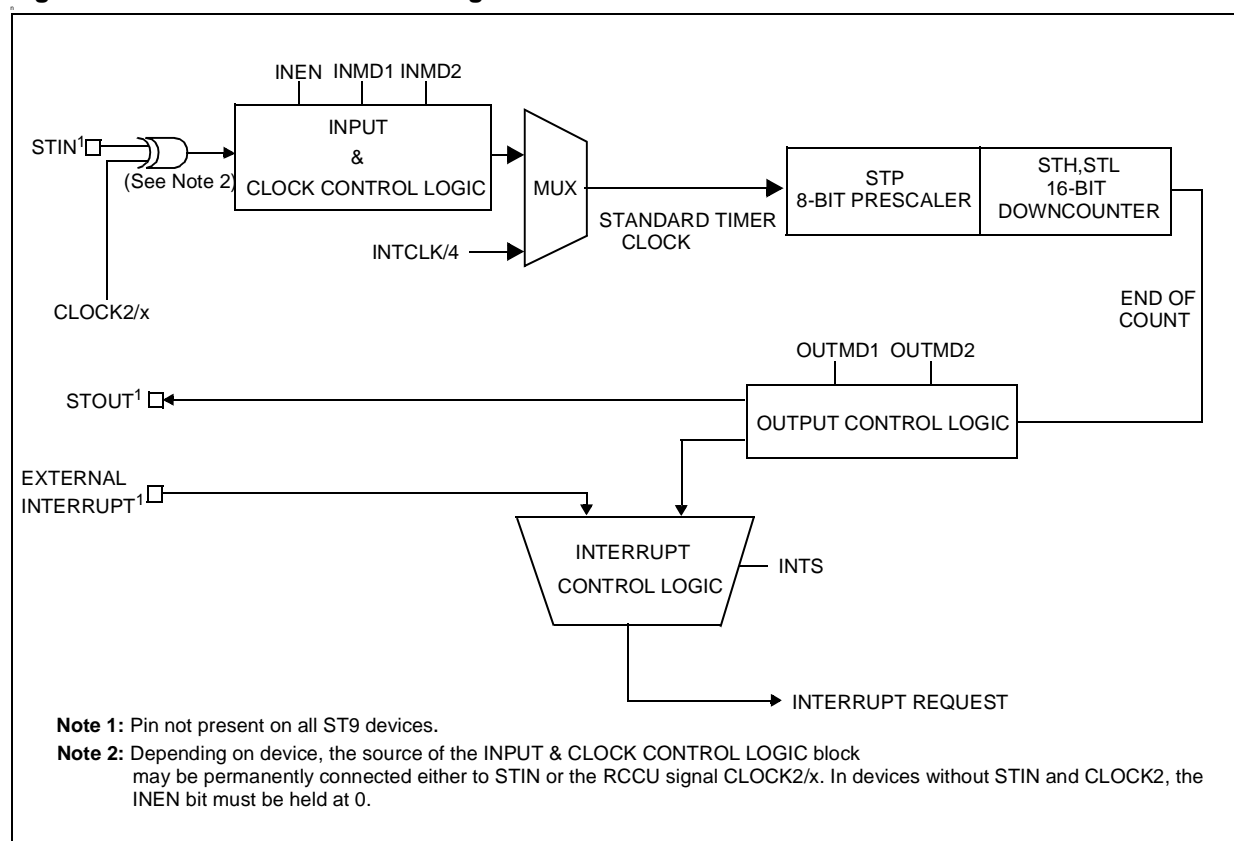 INEN INMD1 INMD2
INPUT
&
CLOCK CONTROL LOGIC
STIN1
(See Note 2)
MUX
STP
8-BIT PRESCALER
STH,STL
16-BIT
DOWNCOUNTER
STANDARD TIMER
CLOCK
INTCLK/4
CLOCK2/x
END OF
COUNT
OUTMD1 OUTMD2
STOUT1
OUTPUT CONTROL LOGIC
EXTERNAL
INTERRUPT1
INTERRUPT
CONTROL LOGIC
INTS
INTERRUPT REQUEST
Note 1: Pin not present on all ST9 devices.
Note 2: Depending on device, the source of the INPUT & CLOCK CONTROL LOGIC block
may be permanently connected either to STIN or the RCCU signal CLOCK2/x. In devices without STIN and CLOCK2, the
INEN bit must be held at 0.